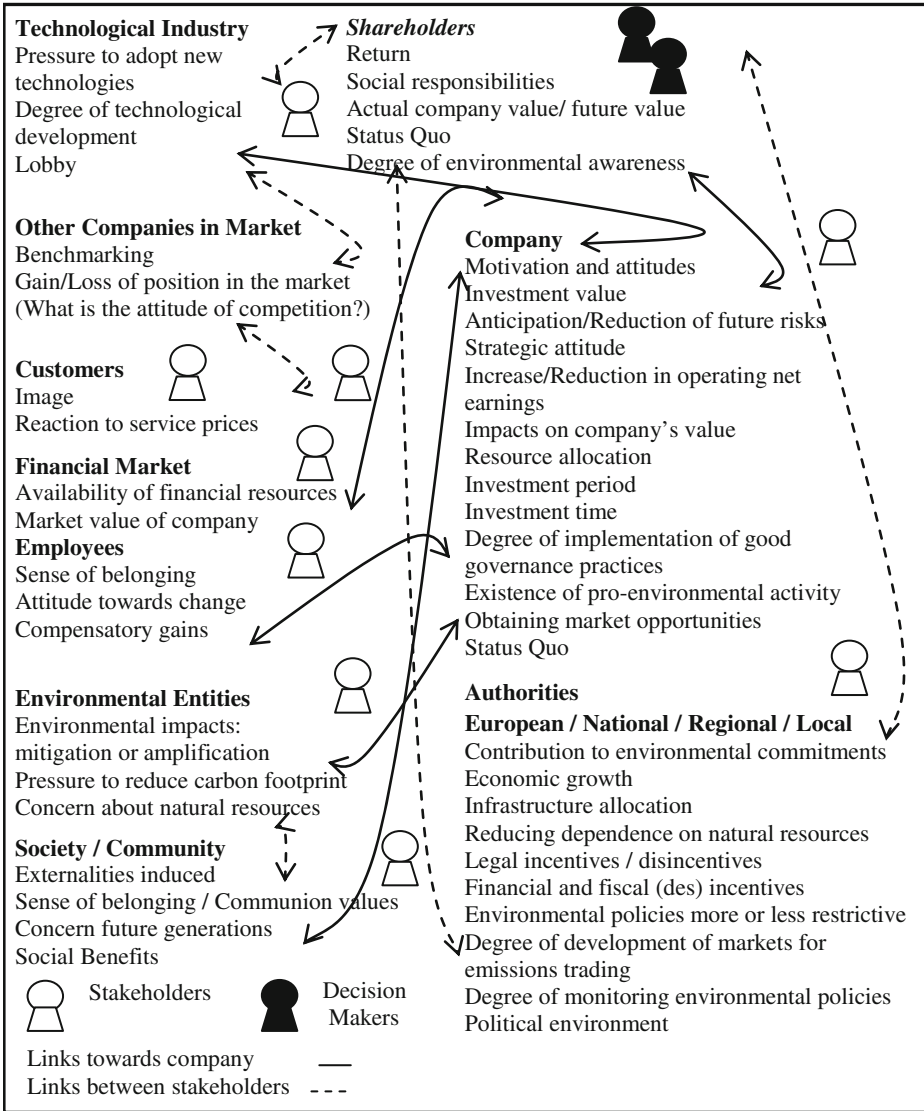 Technological Industry
Pressure to adopt new
technologies
Degree of technological
development
Lobby
Shareholders
Return
Social responsibilities
Actual company value/ future value
Status Quo
Degree of environmental awareness
Other Companies in Market
Benchmarking
Gain/Loss of position in the market
(What is the attitude of competition?)
Customers
Image
Reaction to service prices
Financial Market
Availability of financial resources
Market value of company
Employees
Sense of belonging
Attitude towards change
Compensatory gains
Environmental Entities
Environmental impacts:
mitigation or amplification
Pressure to reduce carbon footprint
Concern about natural resources
Society / Community
Externalities induced
Sense of belonging / Communion values
Concern future generations
Social Benefits
Company
Motivation and attitudes
Investment value
Anticipation/Reduction of future risks
Strategic attitude
Increase/Reduction in operating net
earnings
Impacts on company’s value
Resource allocation
Investment period
Investment time
Degree of implementation of good
governance practices
Existence of pro-environmental activity
Obtaining market opportunities
Status Quo
Authorities
European / National / Regional / Local
Contribution to environmental commitments
Economic growth
Infrastructure allocation
Reducing dependence on natural resources
Legal incentives / disincentives
Financial and fiscal (des) incentives
Environmental policies more or less restrictive
Degree of development of markets for
emissions trading
Degree of monitoring environmental policies
Political environment
Stakeholders
Decision
Makers
Links towards company
Links between stakeholders